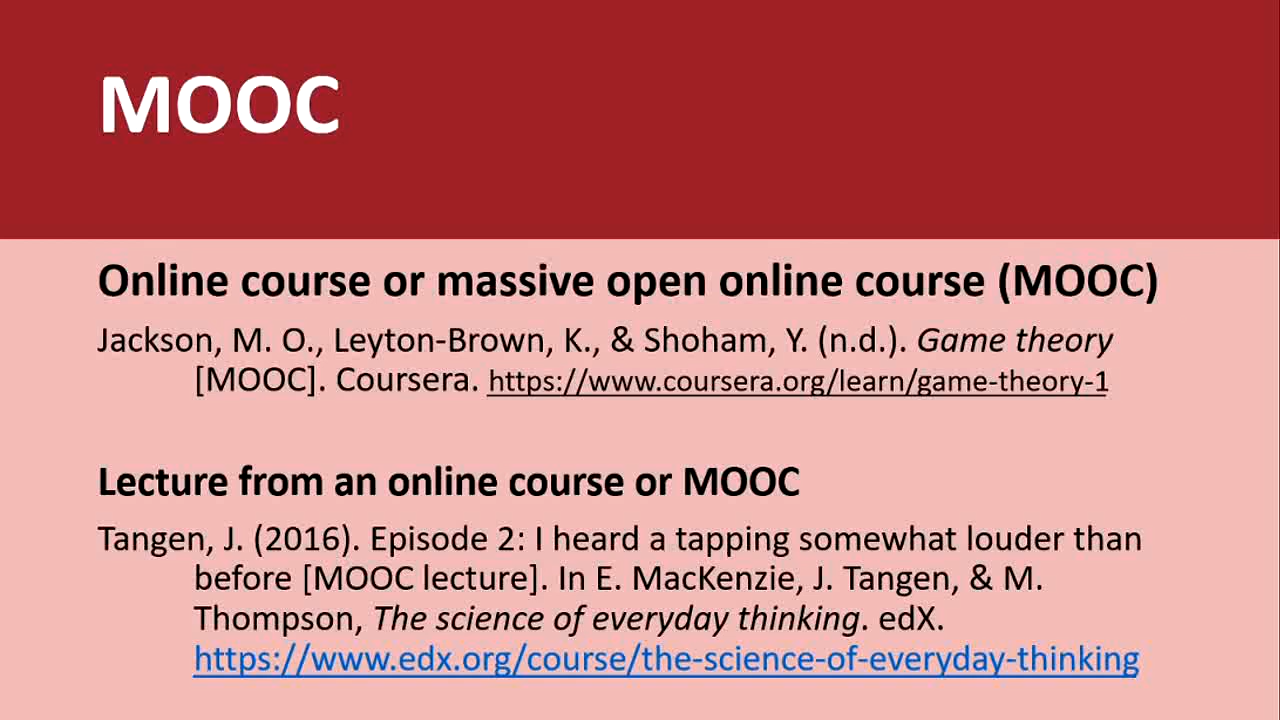 MOOC
Online course or massive open online course (MOOC)
Jackson, M. O., Leyton-Brown, K., & Shoham, Y. (n.d.). Game theory
[MOOC]. Coursera. https://www.coursera.org/learn/game-theory-1
Lecture from an online course or MOOC
Tangen, J. (2016). Episode 2: I heard a tapping somewhat louder than
before [MOOC lecture]. In E. MacKenzie, J. Tangen, & M.
Thompson, The science of everyday thinking. edX.
https://www.edx.org/course/the-science-of-everyday-thinking